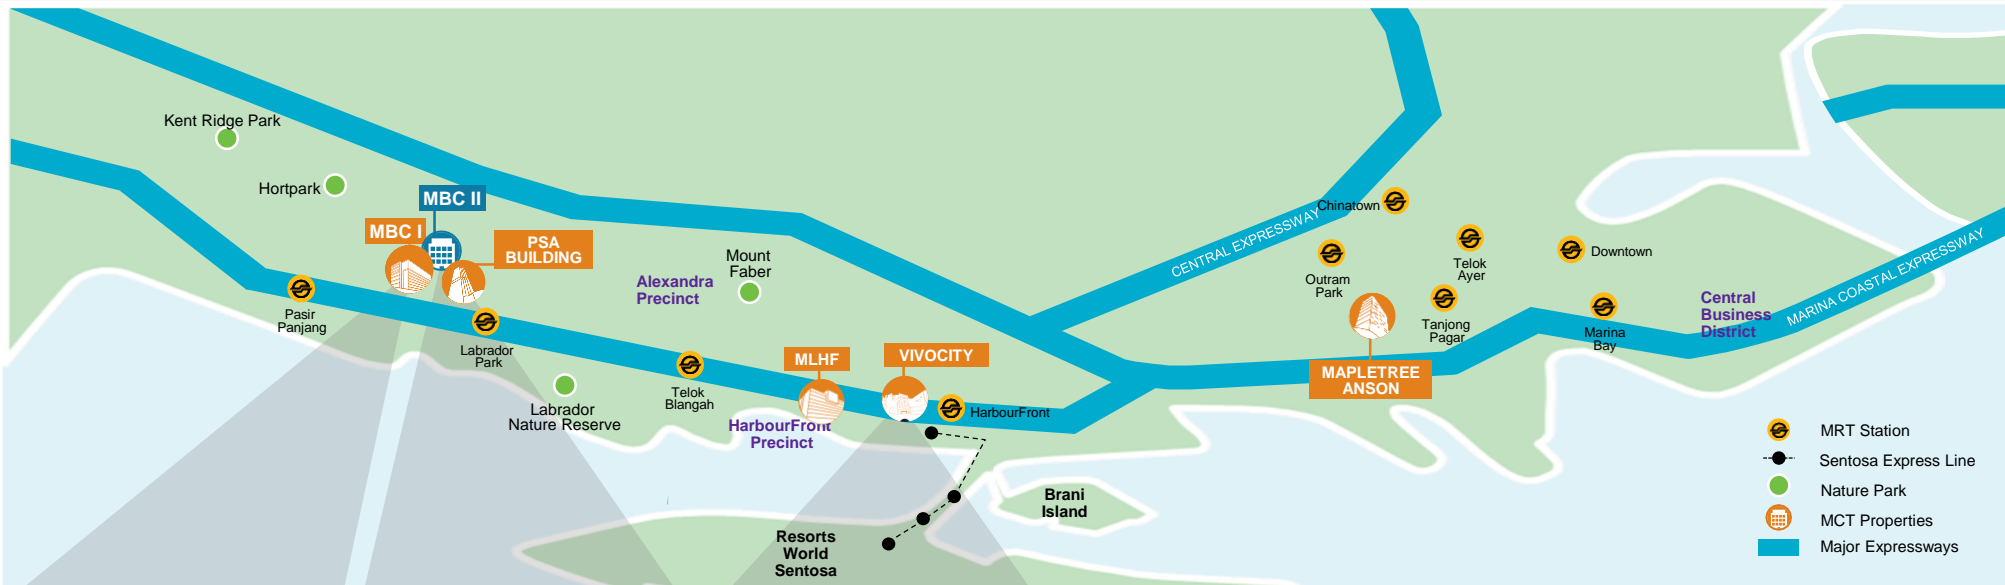 Kent Ridge Park
Hortpark
MBC II
MBC I
PSA
BUILDING
Pasir
Panjang
Labrador
Park
Alexandra
Precinct
Mount
Faber
Labrador
Nature Reserve
Telok
Blangah
MLHF
VIVOCITY
HarbourFront
HarbourFront
Precinct
Resorts
World
Sentosa
Brani
Island
CENTRAL EXPRESSWAY
Chinatown
Outram
Park
Telok
Ayer
Downtown
Tanjong
Pagar
MAPLETREE
ANSON
Marina
Bay
Central
Business
District
MARINA COASTAL EXPRESSWAY
MRT Station
Sentosa Express Line
Nature Park
MCT Properties
Major Expressways